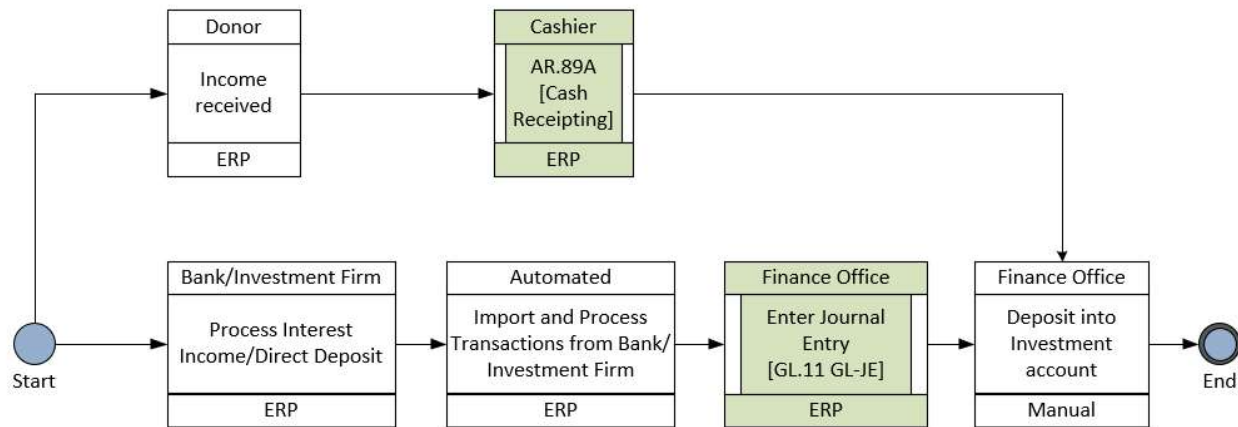 Donor
Income
received
ERP
Cashier
AR.89A
[Cash
Receipting]
ERP
Start
Bank/Investment Firm
Process Interest
Income/Direct Deposit
ERP
Automated
Import and Process
Transactions from Bank/
Investment Firm
ERP
Finance Office
Enter Journal
Entry
[GL.11 GL-JE]
ERP
Finance Office
Deposit into
Investment
account
Manual
End